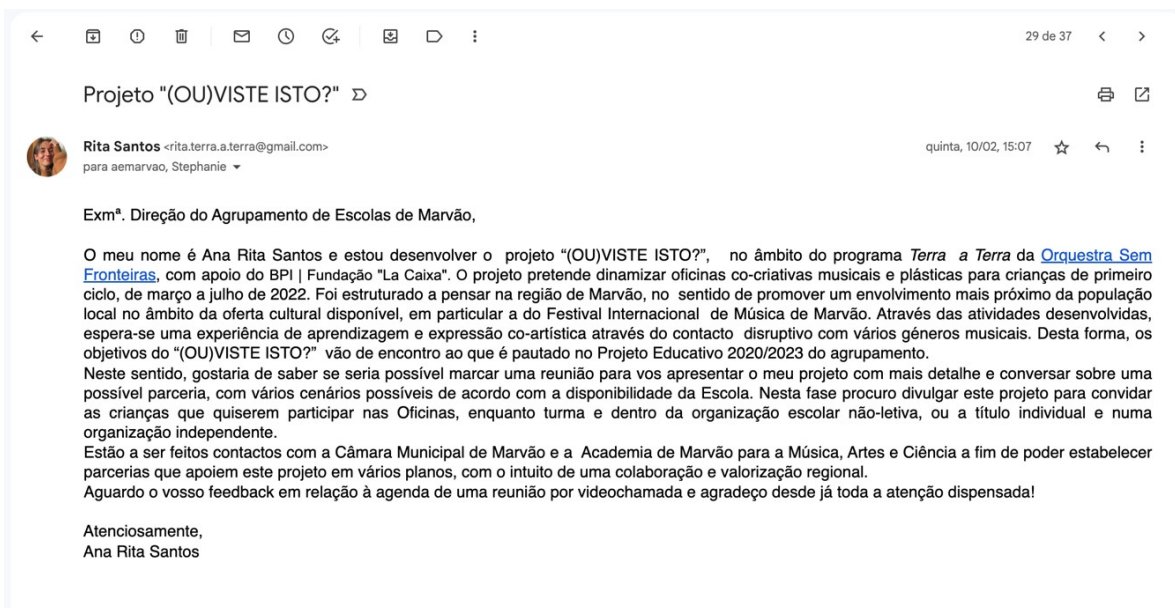 29 de 37
Projeto "(OU)VISTE ISTO?"
Rita Santos <rita.terra.a.terra@gmail.com>
quinta, 10/02, 15:07
para aemarvao, Stephanie
Exmª. Direção do Agrupamento de Escolas de Marvão,
O meu nome é Ana Rita Santos e estou desenvolver o projeto “(OU)VISTE ISTO?”, no âmbito do programa Terra a Terra da Orquestra Sem
Fronteiras, com apoio do BPI | Fundação "La Caixa". O projeto pretende dinamizar oficinas co-criativas musicais e plásticas para crianças de primeiro
ciclo, de março a julho de 2022. Foi estruturado a pensar na região de Marvão, no sentido de promover um envolvimento mais próximo da população
local no âmbito da oferta cultural disponível, em particular a do Festival Internacional de Música de Marvão. Através das atividades desenvolvidas,
espera-se uma experiência de aprendizagem e expressão co-artística através do contacto disruptivo com vários géneros musicais. Desta forma, os
objetivos do “(OU)VISTE ISTO?” vão de encontro ao que é pautado no Projeto Educativo 2020/2023 do agrupamento.
Neste sentido, gostaria de saber se seria possível marcar uma reunião para vos apresentar o meu projeto com mais detalhe e conversar sobre uma
possível parceria, com vários cenários possíveis de acordo com a disponibilidade da Escola. Nesta fase procuro divulgar este projeto para convidar
as crianças que quiserem participar nas Oficinas, enquanto turma e dentro da organização escolar não-letiva, ou a título individual e numa
organização independente.
Estão a ser feitos contactos com a Câmara Municipal de Marvão e a Academia de Marvão para a Música, Artes e Ciência a fim de poder estabelecer
parcerias que apoiem este projeto em vários planos, com o intuito de uma colaboração e valorização regional.
Aguardo o vosso feedback em relação à agenda de uma reunião por videochamada e agradeço desde já toda a atenção dispensada!
Atenciosamente,
Ana Rita Santos